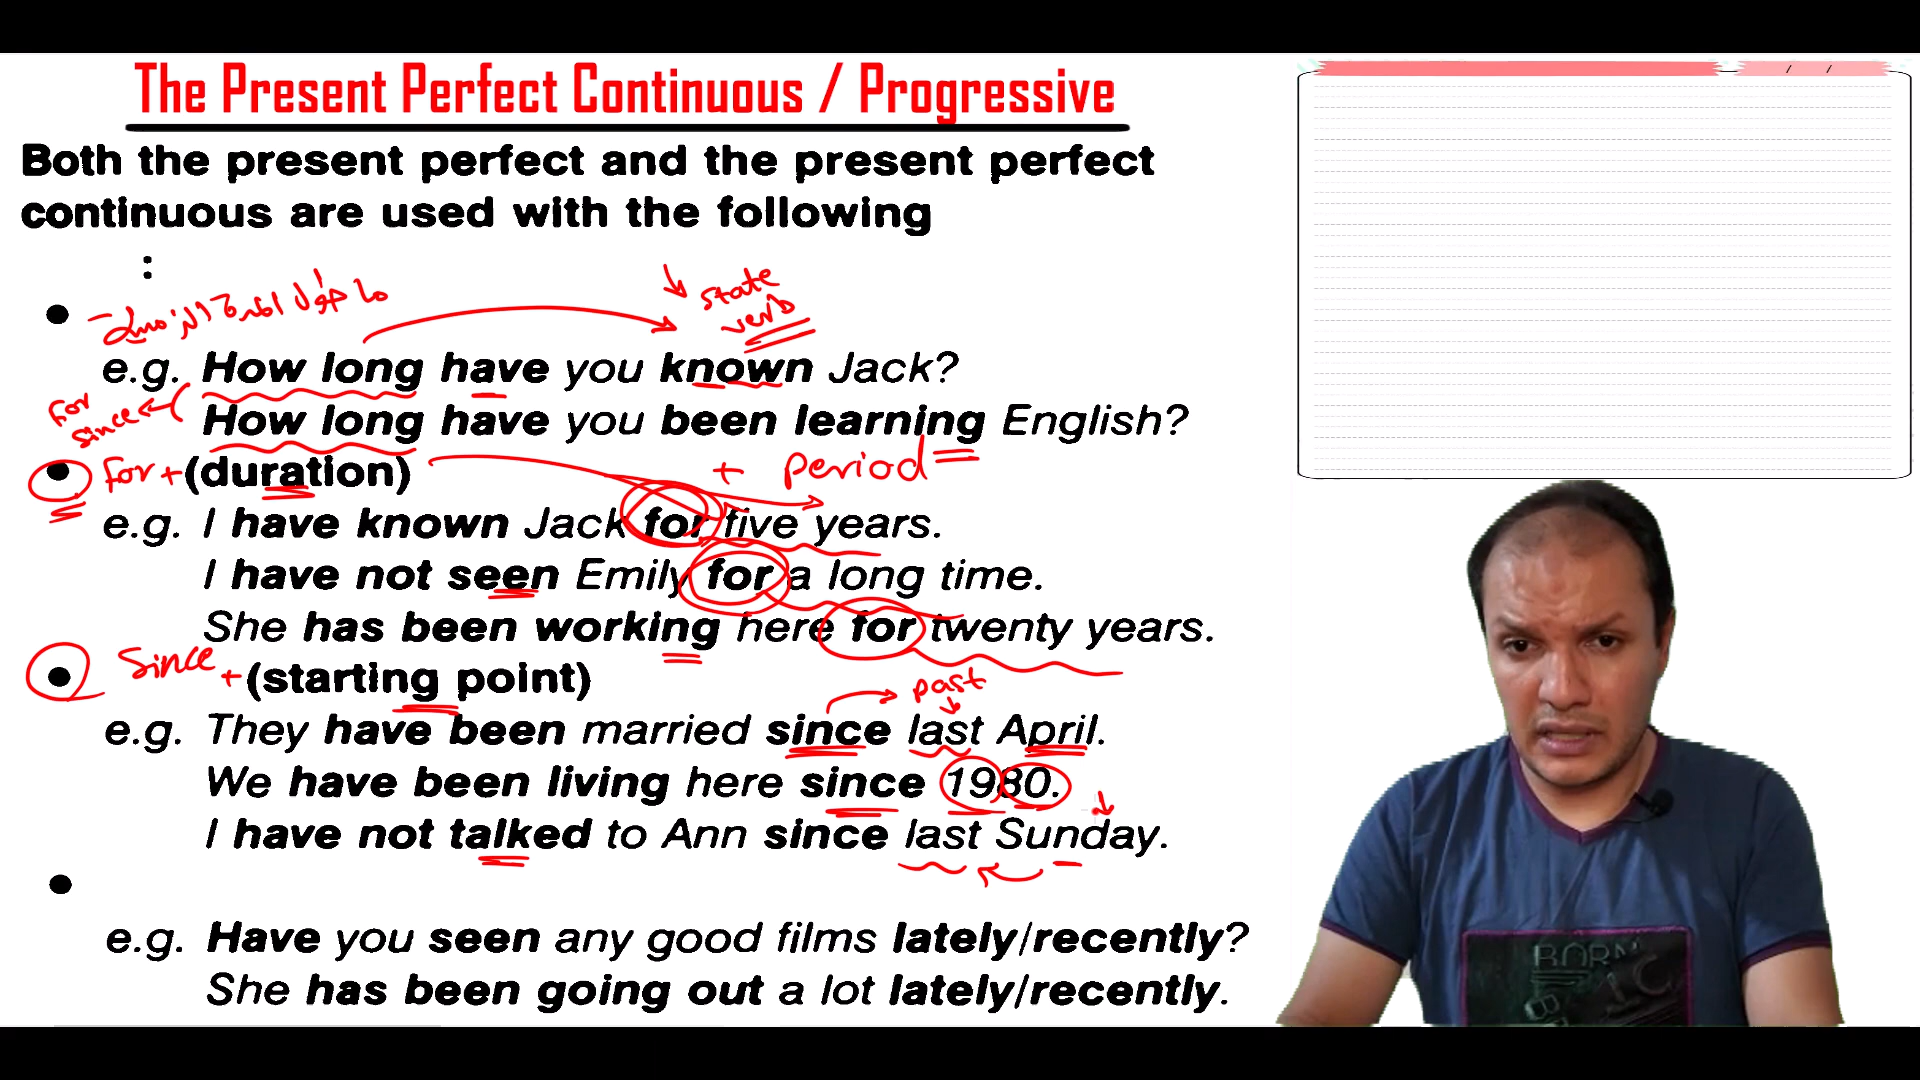 The Present Perfect Continuous / Progressive
Both the present perfect and the present perfect
continuous are used with the following
:
state
verb
e.g. How long have you known Jack?
for
since
How long have you been learning English?
For + (duration) + period
e.g. I have known Jack for five years.
I have not seen Emily for a long time.
She has been working here for twenty years.
Since + (starting point)
past
e.g. They have been married since last April.
We have been living here since 1980.
I have not talked to Ann since last Sunday.
e.g. Have you seen any good films lately/recently?
She has been going out a lot lately/recently.
/ /
BORN